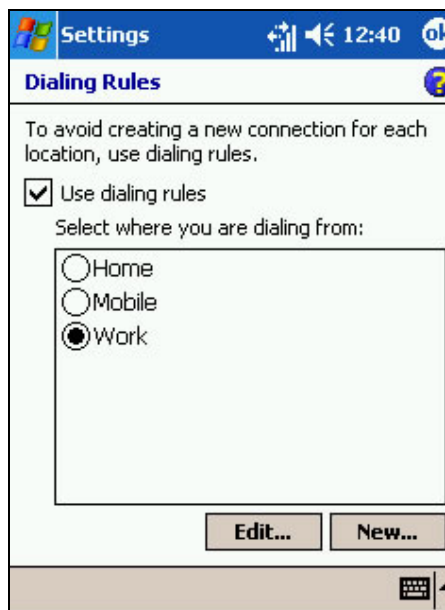 Settings 12:40 ok
Dialing Rules
?
To avoid creating a new connection for each
location, use dialing rules.
Use dialing rules
Select where you are dialing from:
Home
Mobile
Work
Edit... New...